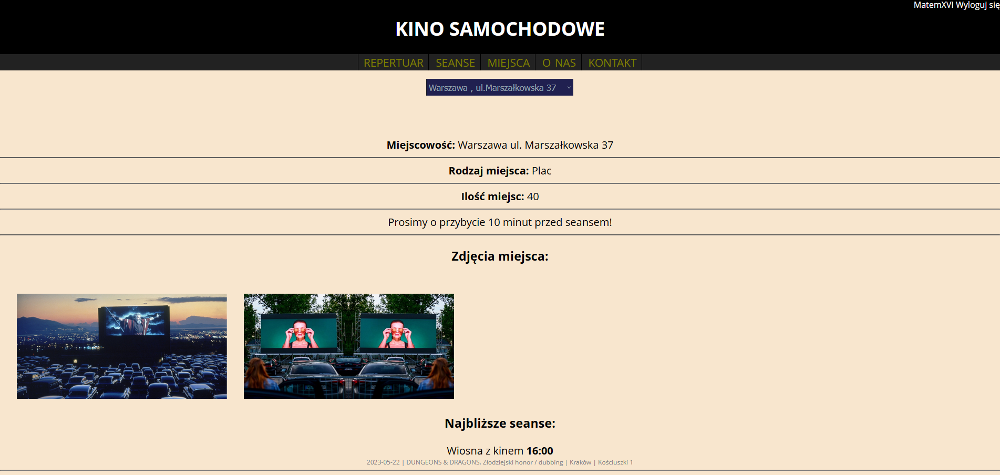 MatemXVI Wyloguj się
KINO SAMOCHODOWE
REPERTUAR SEANSE MIEJSCA O NAS KONTAKT
Warszawa , ul.Marszałkowska 37
Miejscowość: Warszawa ul. Marszałkowska 37
Rodzaj miejsca: Plac
Ilość miejsc: 40
Prosimy o przybycie 10 minut przed seansem!
Zdjęcia miejsca:
Najbliższe seanse:
Wiosna z kinem 16:00
2023-05-22 | DUNGEONS & DRAGONS. Złodziejski honor / dubbing | Kraków | Kościuszki 1